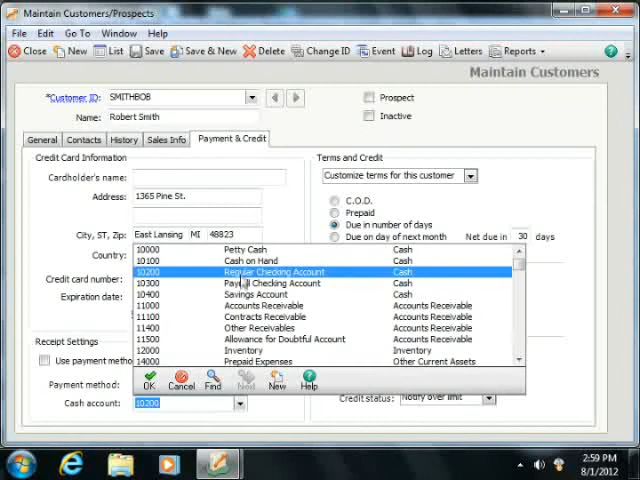 Maintain Customers/Prospects
File Edit Go To Window Help
Close New List Save Save & New Delete Change ID Event Log Letters Reports
Maintain Customers
*Customer ID: SMITHBOB
Prospect
Name: Robert Smith
Inactive
General Contacts History Sales Info Payment & Credit
Credit Card Information
Terms and Credit
Cardholder's name:
Customize terms for this customer
Address: 1365 Pine St.
C.O.D.
Prepaid
Due in number of days
City, ST, Zip: East Lansing MI 48823
Due on day of next month
Net due in 30 days
Country:
Credit card number:
Expiration date:
10000 Petty Cash Cash
10100 Cash on Hand Cash
10200 Regular Checking Account Cash
10300 Payroll Checking Account Cash
10400 Savings Account Cash
11000 Accounts Receivable Accounts Receivable
11100 Contracts Receivable Accounts Receivable
11400 Other Receivables Accounts Receivable
11500 Allowance for Doubtful Account Accounts Receivable
12000 Inventory Inventory
14000 Prepaid Expenses Other Current Assets
OK Cancel Find Next New Help
Receipt Settings
Use payment metho
Payment method:
Cash account: 10200
Credit status: Notify over limit
2:59 PM
8/1/2012